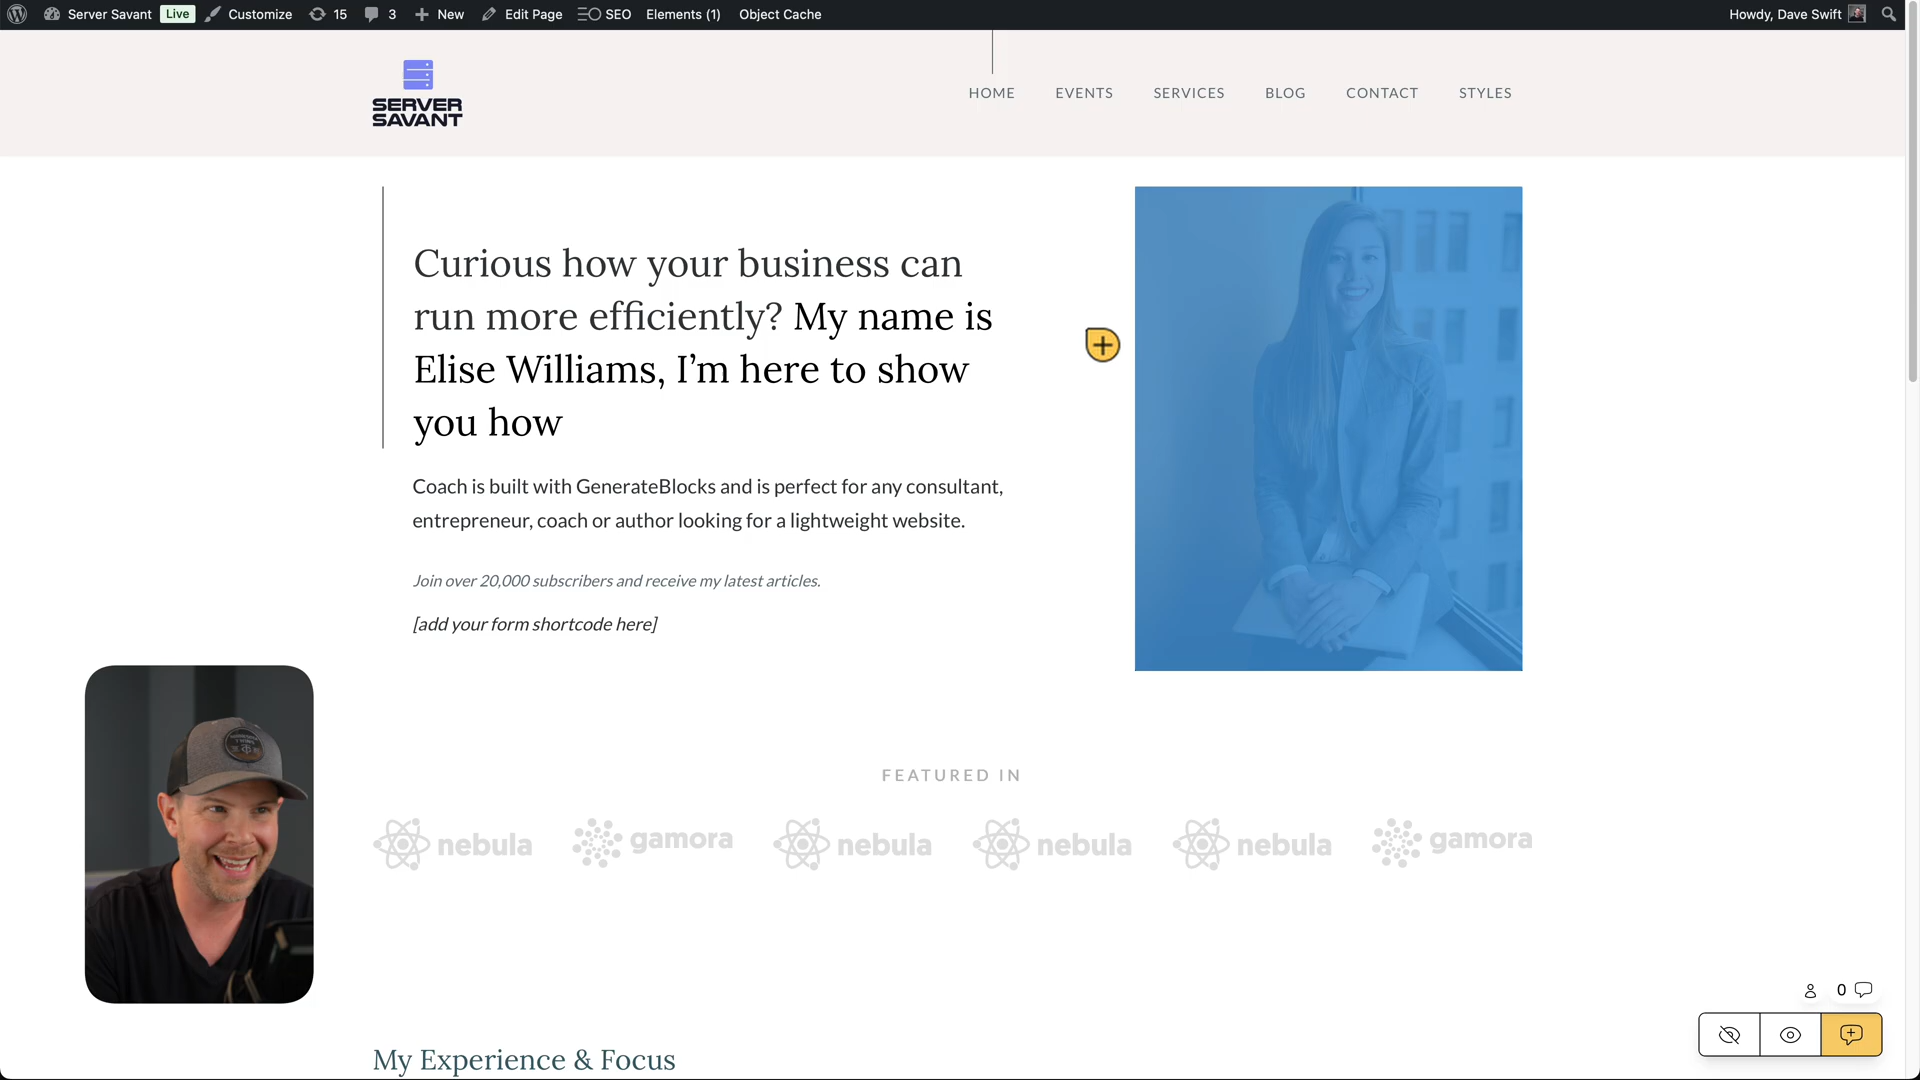 Server Savant Live Customize 15 3 New Edit Page SEO Elements (1) Object Cache Howdy, Dave Swift
SERVER
SAVANT
HOME EVENTS SERVICES BLOG CONTACT STYLES
Curious how your business can
run more efficiently? My name is
Elise Williams, I’m here to show
you how
Coach is built with GenerateBlocks and is perfect for any consultant,
entrepreneur, coach or author looking for a lightweight website.
Join over 20,000 subscribers and receive my latest articles.
[add your form shortcode here]
FEATURED IN
nebula gamora nebula nebula nebula gamora
0
My Experience & Focus